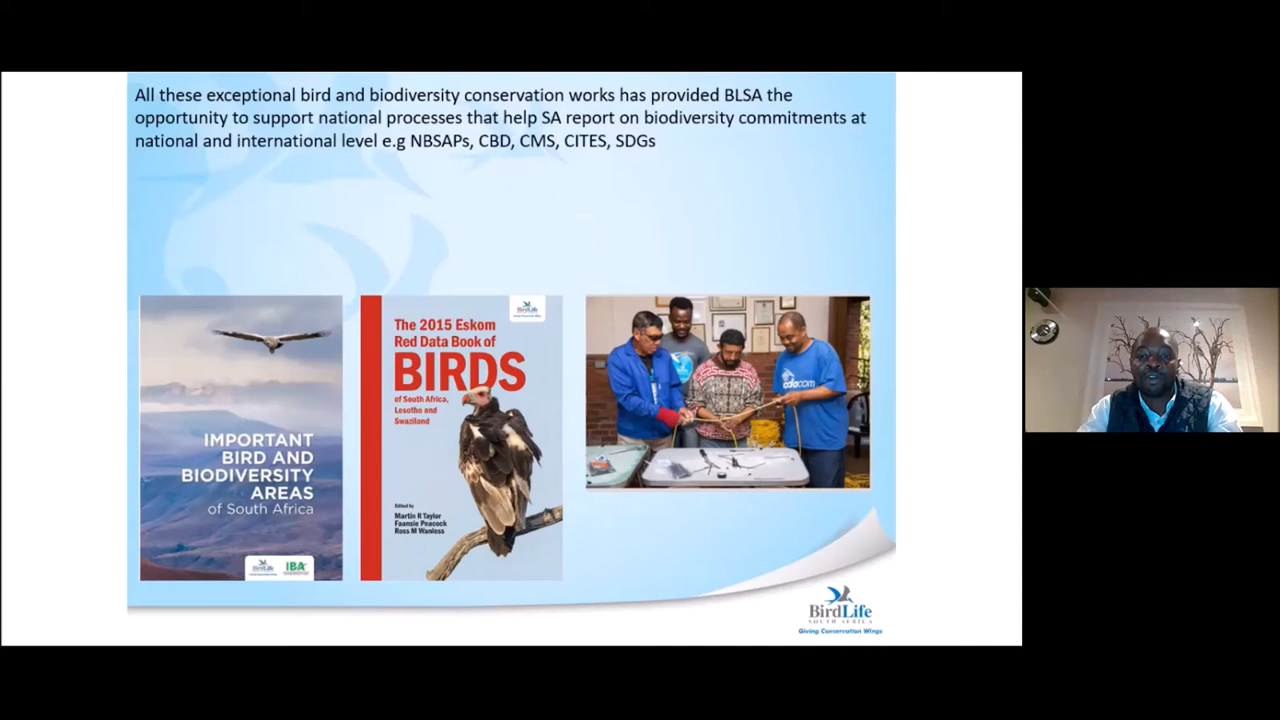 All these exceptional bird and biodiversity conservation works has provided BLSA the
opportunity to support national processes that help SA report on biodiversity commitments at
national and international level e.g NBSAPs, CBD, CMS, CITES, SDGs
IMPORTANT
BIRD AND
BIODIVERSITY
AREAS
of South Africa
BirdLife
IBA
BirdLife
The 2015 Eskom
Red Data Book of
BIRDS
of South Africa,
Lesotho and
Swaziland
Edited by
Martin R Taylor
Faansie Peacock
Ross M Wanless
BirdLife
SOUTH AFRICA
Giving Conservation Wings